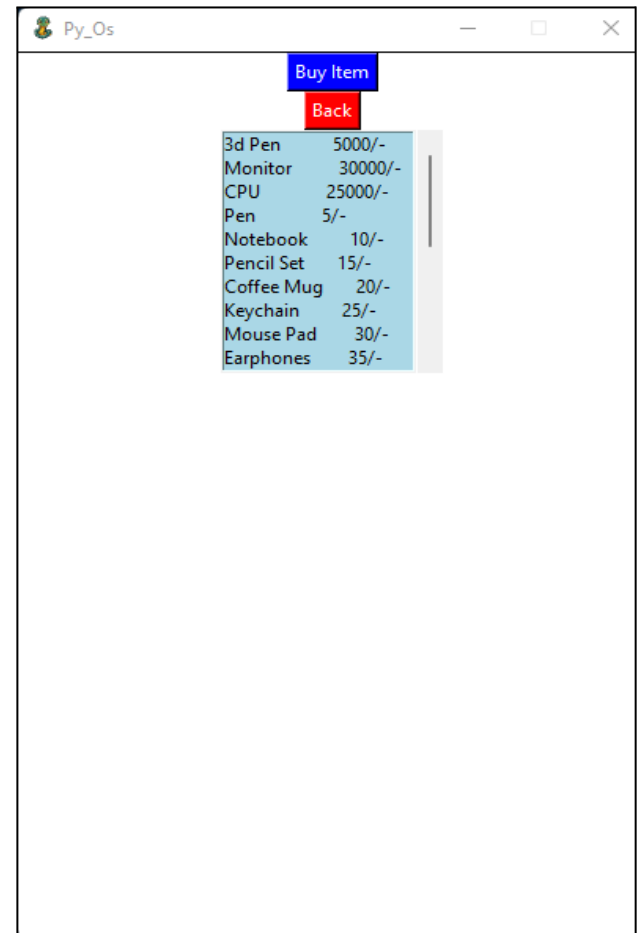 Py_Os
Buy Item
Back
3d Pen 5000/-
Monitor 30000/-
CPU 25000/-
Pen 5/-
Notebook 10/-
Pencil Set 15/-
Coffee Mug 20/-
Keychain 25/-
Mouse Pad 30/-
Earphones 35/-